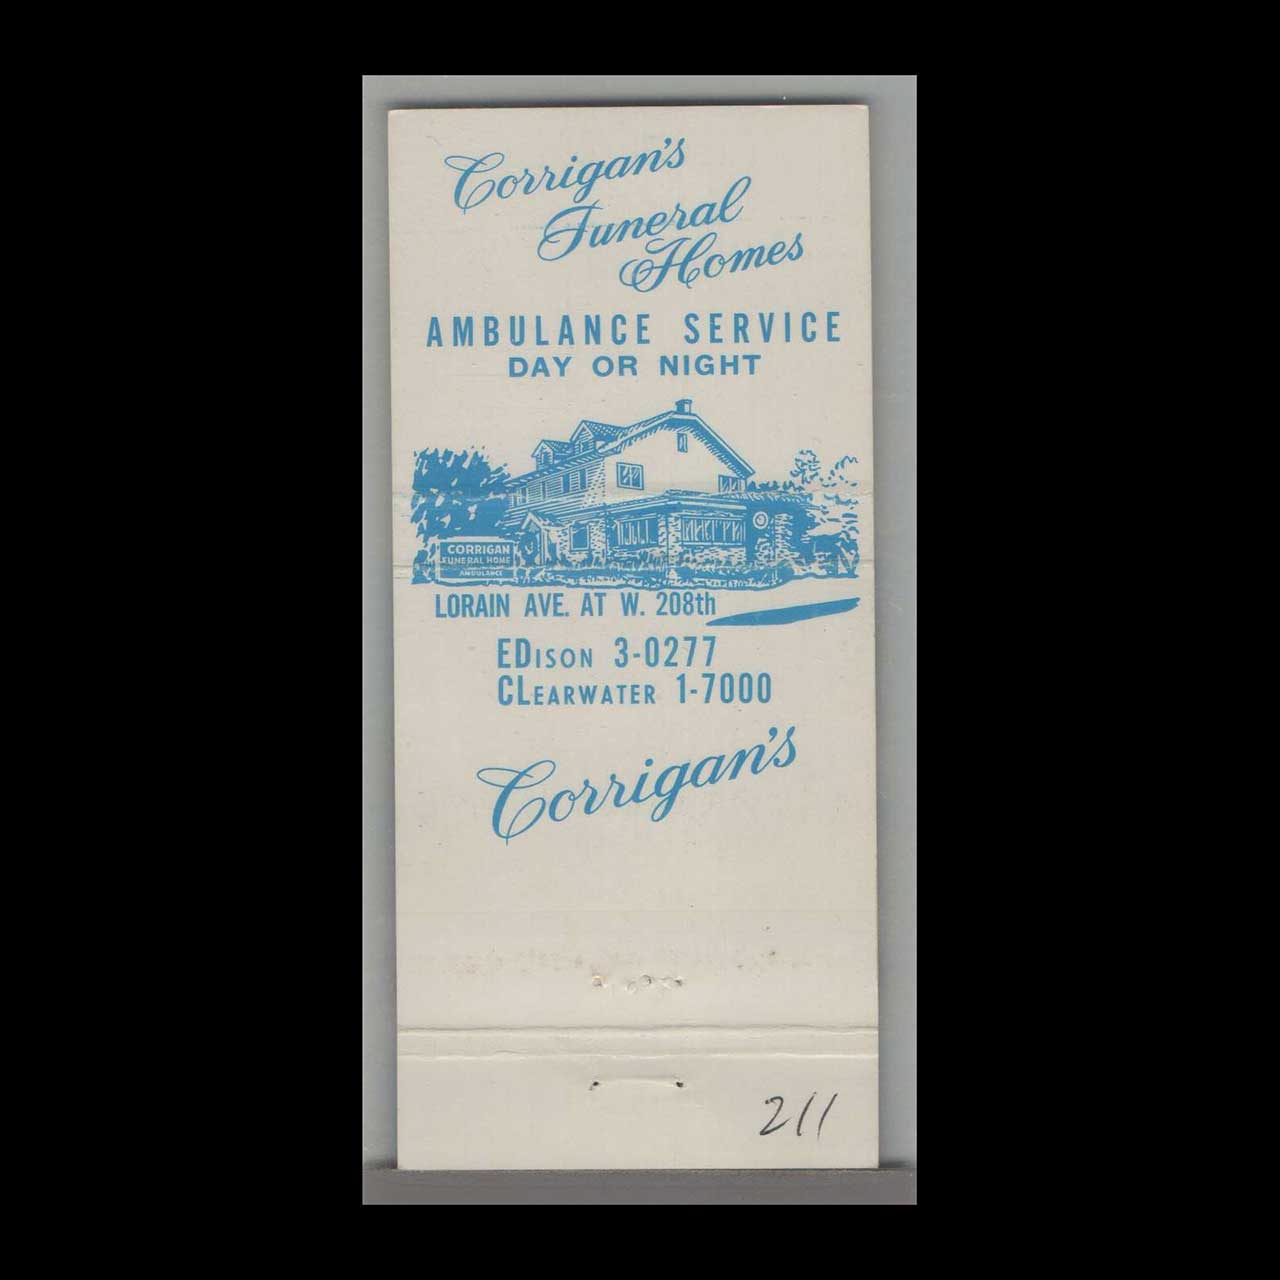 Corrigan's
Funeral
Homes
AMBULANCE SERVICE
DAY OR NIGHT
CORRIGAN
FUNERAL HOME
AMBULANCE
LORAIN AVE. AT W. 208th
EDISON 3-0277
CLEARWATER 1-7000
Corrigan's
211